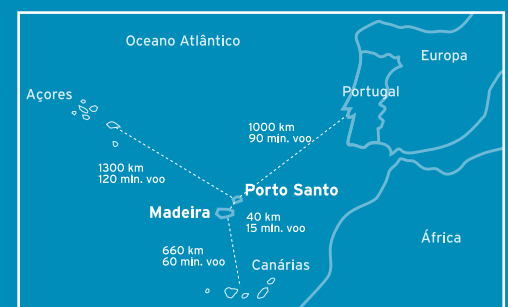 Oceano Atlântico
Europa
Açores
Portugal
1000 km
90 min. voo
1300 km
120 min. voo
Porto Santo
Madeira
40 km
15 min. voo
África
660 km
60 min. voo
Canárias